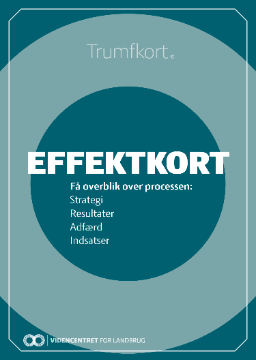 Trumfkort
EFFEKTKORT
Få overblik over processen:
Strategi
Resultater
Adfærd
Indsatser
VIDENCENTRET FOR LANDBRUG